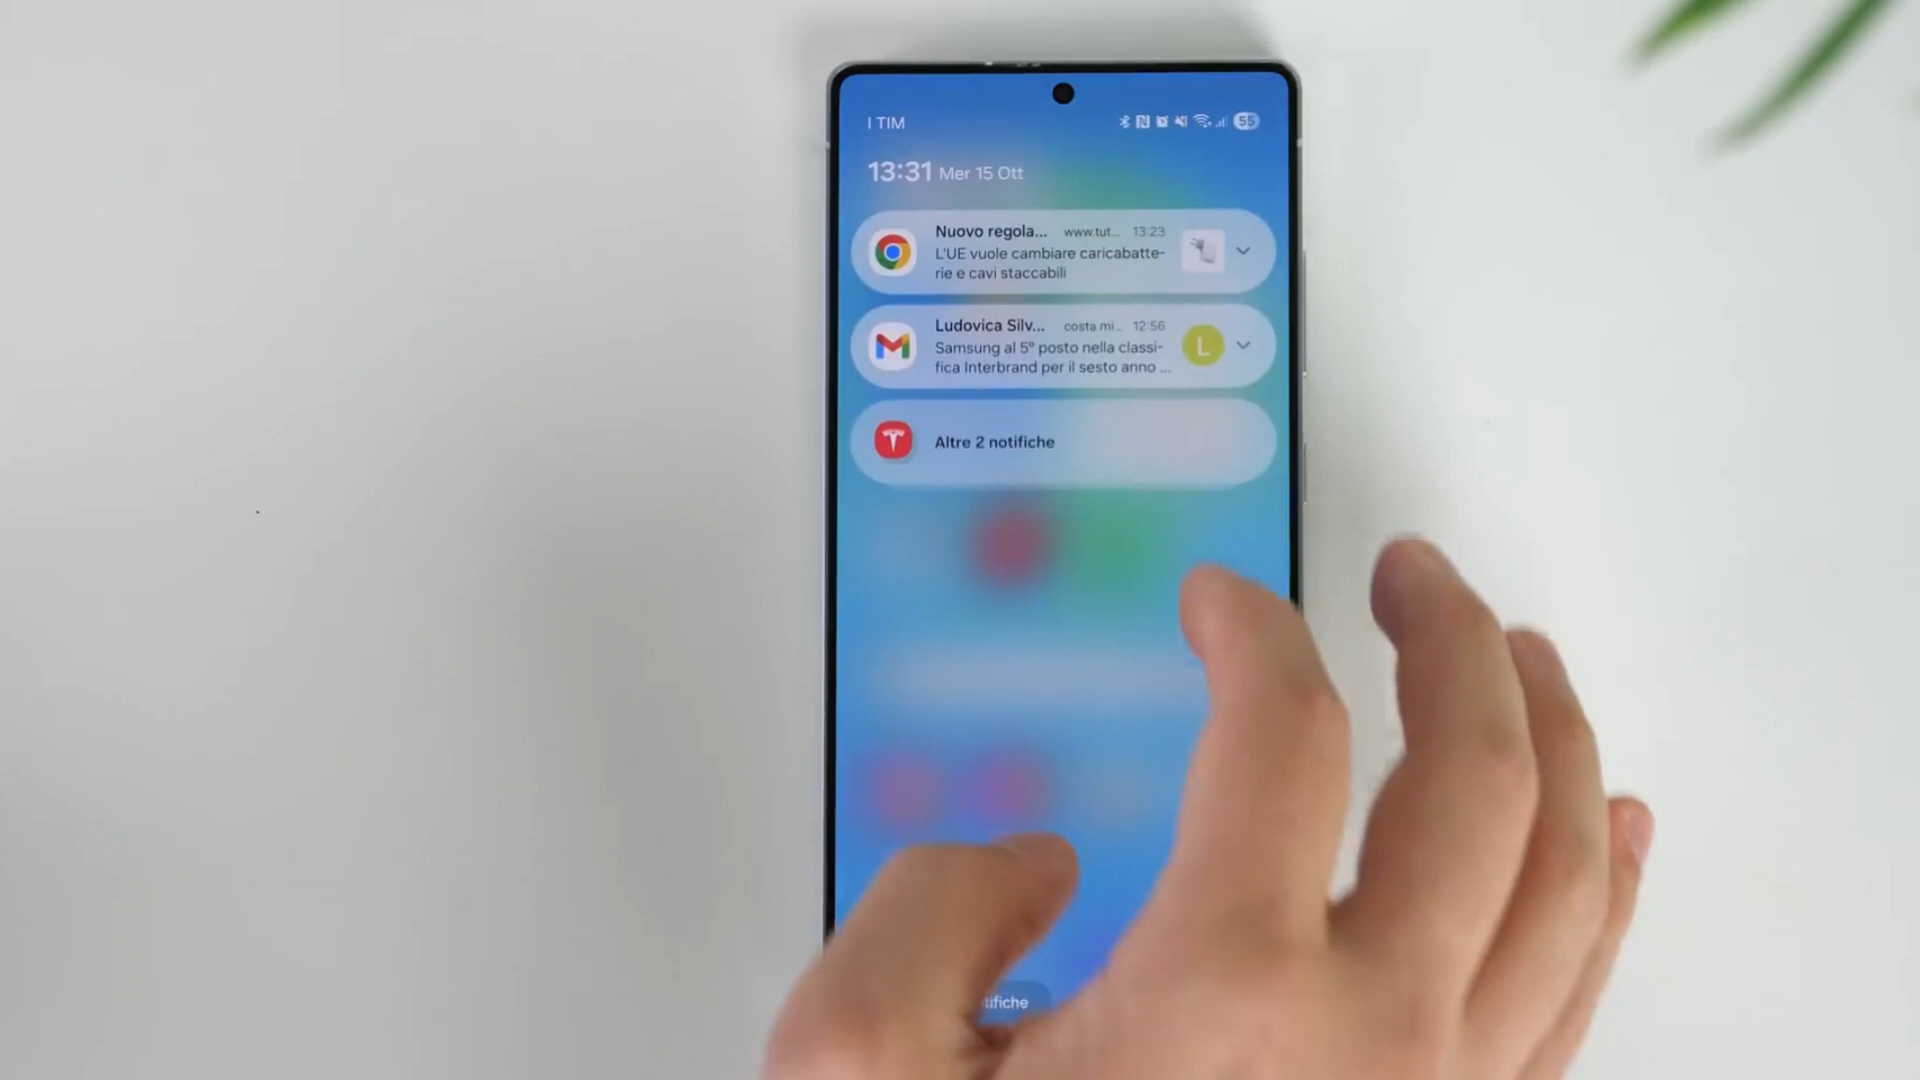 I TIM
55
13:31 Mer 15 Ott
Nuovo regola... www.tut... 13:23
L'UE vuole cambiare caricabatte-
rie e cavi staccabili
Ludovica Silv... costa.mi... 12:56
Samsung al 5° posto nella classi-
fica Interbrand per il sesto anno ...
L
Altre 2 notifiche
tifiche